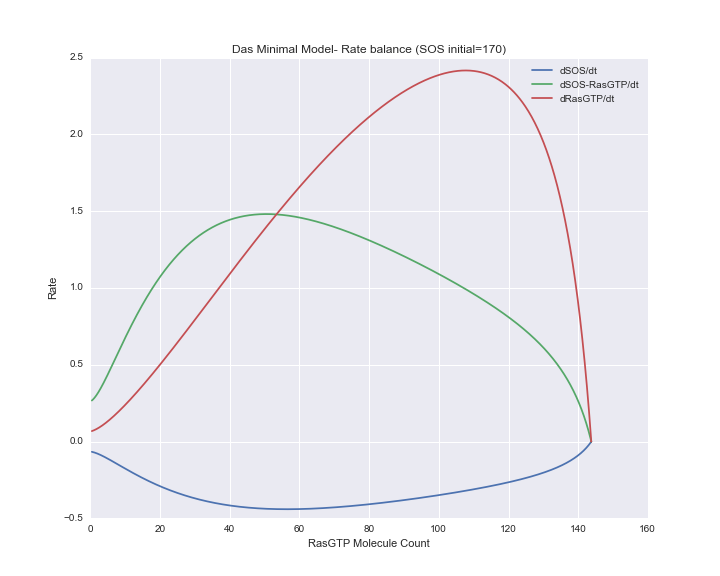 Das Minimal Model- Rate balance (SOS initial=170)
dSOS/dt
dSOS-RasGTP/dt
dRasGTP/dt
Rate
2.5
2.0
1.5
1.0
0.5
0.0
−0.5
0 20 40 60 80 100 120 140 160
RasGTP Molecule Count